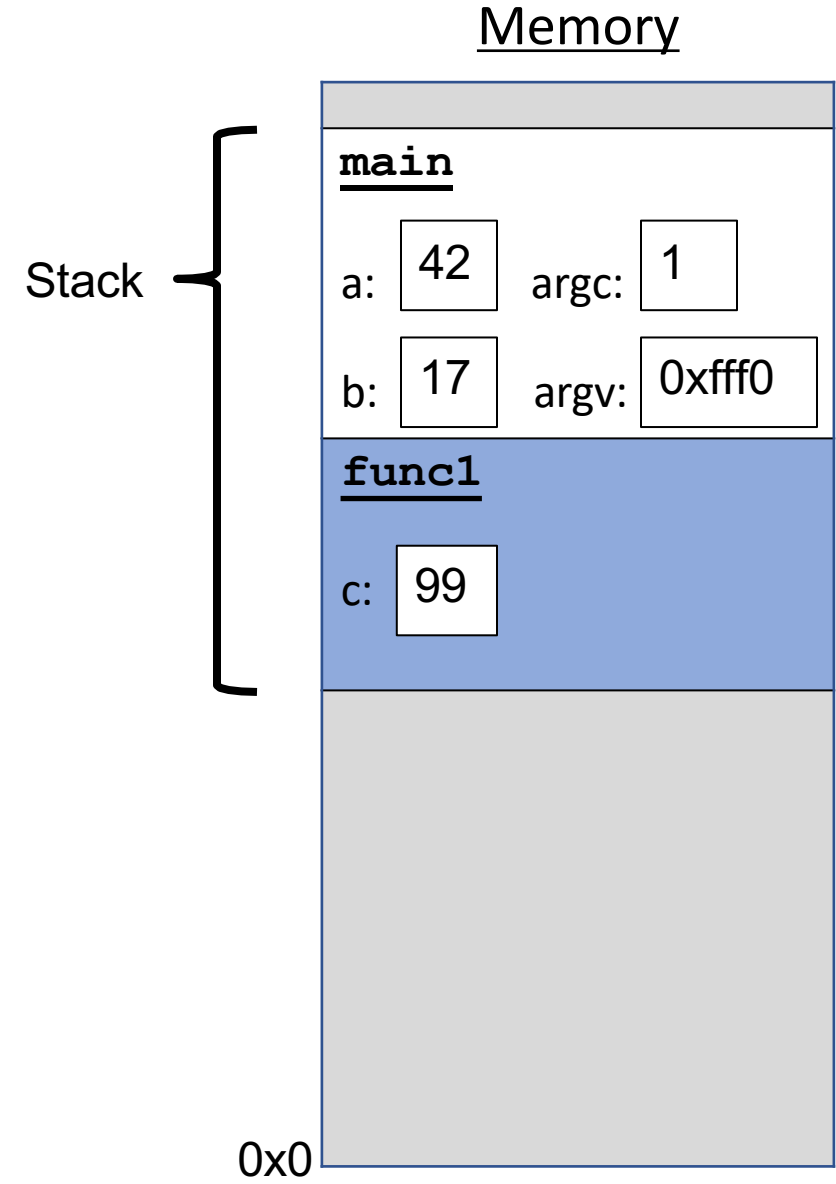 Memory
main
a: 42 argc: 1
Stack
b: 17 argv: 0xfff0
func1
c: 99
0x0